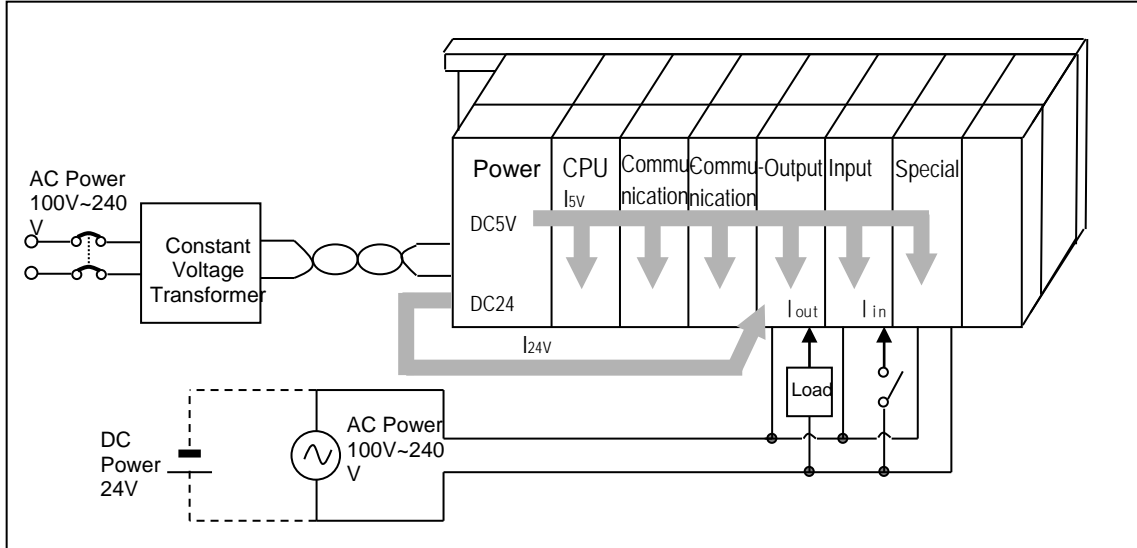 Power
CPU
Commu-
nication
Commu-
nication
Output
Input
Special
I5V
DC5V
DC24
I24V
Iout
Iin
AC Power
100V~240
V
Constant
Voltage
Transformer
Load
DC
Power
24V
AC Power
100V~240
V